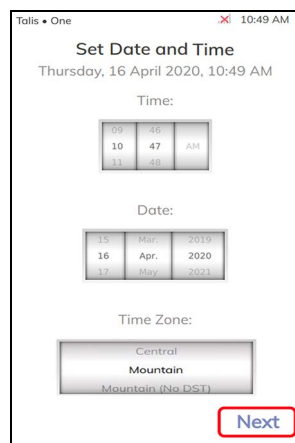 Talis • One 10:49 AM
Set Date and Time
Thursday, 16 April 2020, 10:49 AM
Time:
09 46
10 47 AM
11 48
Date:
15 Mar. 2019
16 Apr. 2020
17 May 2021
Time Zone:
Central
Mountain
Mountain (No DST)
Next